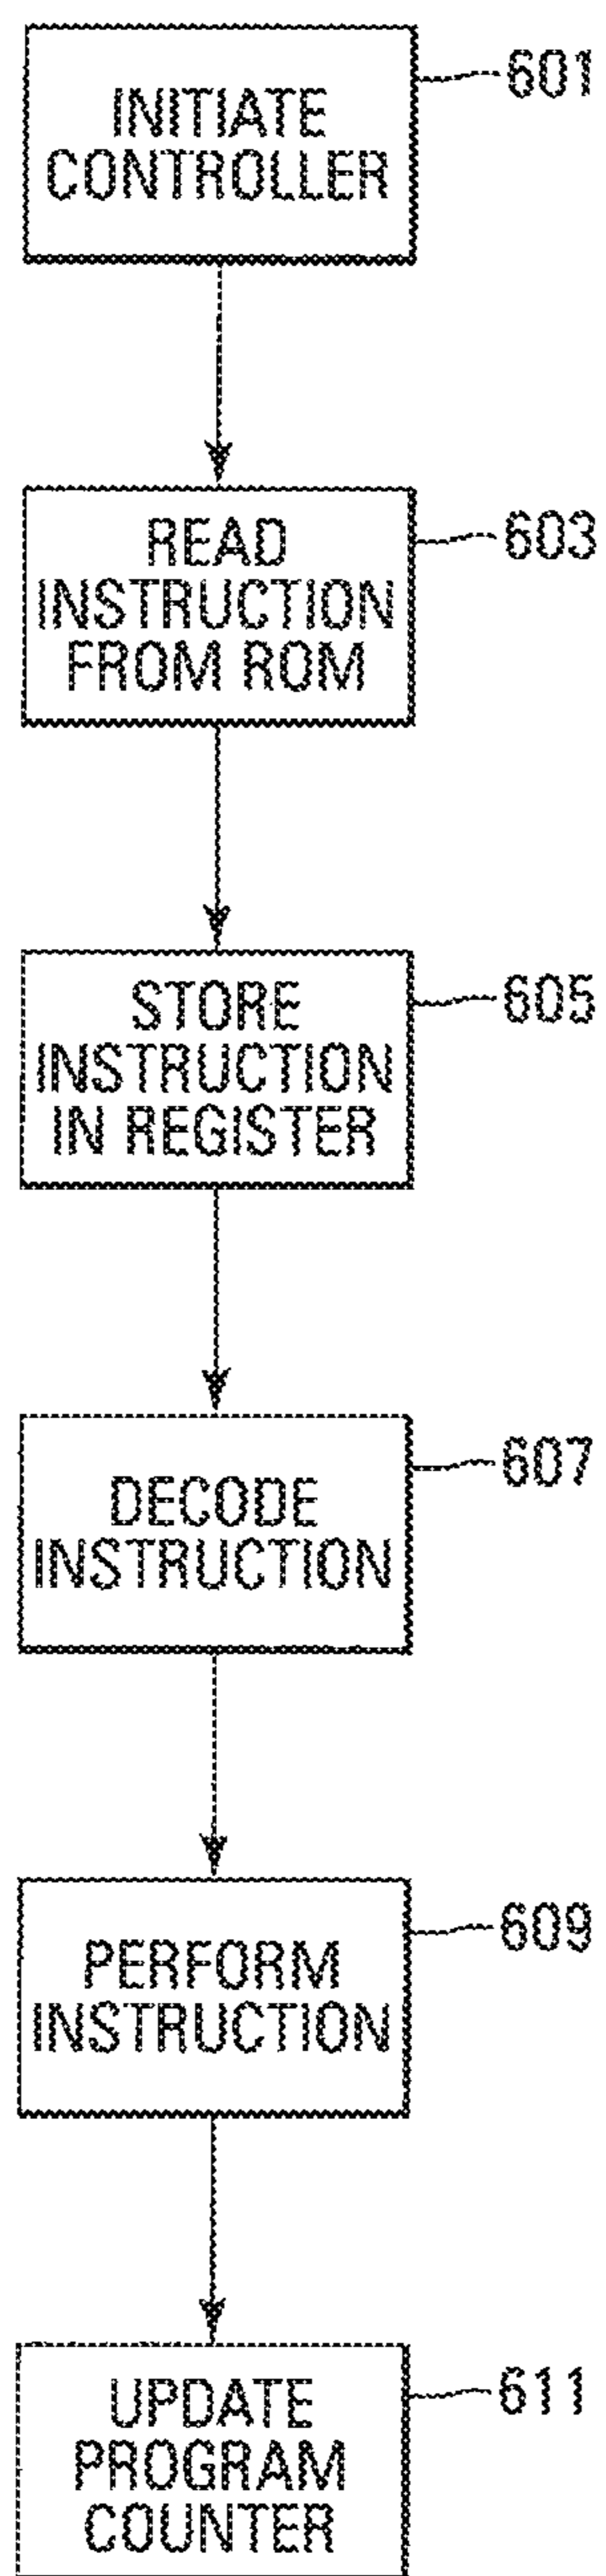 INITIATE
CONTROLLER
601
READ
INSTRUCTION
FROM ROM
603
STORE
INSTRUCTION
IN REGISTER
605
DECODE
INSTRUCTION
607
PERFORM
INSTRUCTION
609
UPDATE
PROGRAM
COUNTER
611